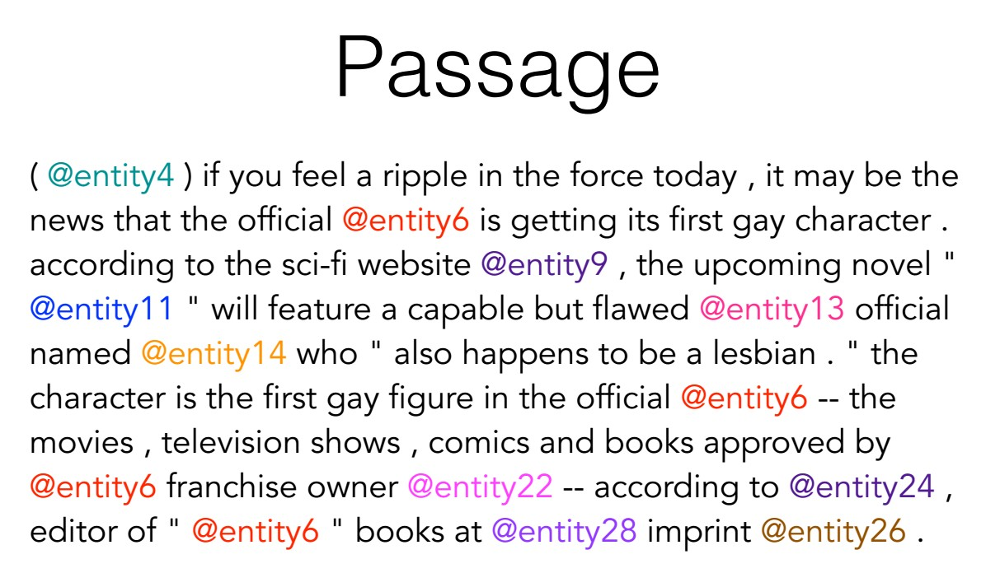 Passage
( @entity4 ) if you feel a ripple in the force today , it may be the
news that the official @entity6 is getting its first gay character .
according to the sci-fi website @entity9 , the upcoming novel "
@entity11 " will feature a capable but flawed @entity13 official
named @entity14 who " also happens to be a lesbian . " the
character is the first gay figure in the official @entity6 -- the
movies , television shows , comics and books approved by
@entity6 franchise owner @entity22 -- according to @entity24 ,
editor of " @entity6 " books at @entity28 imprint @entity26 .